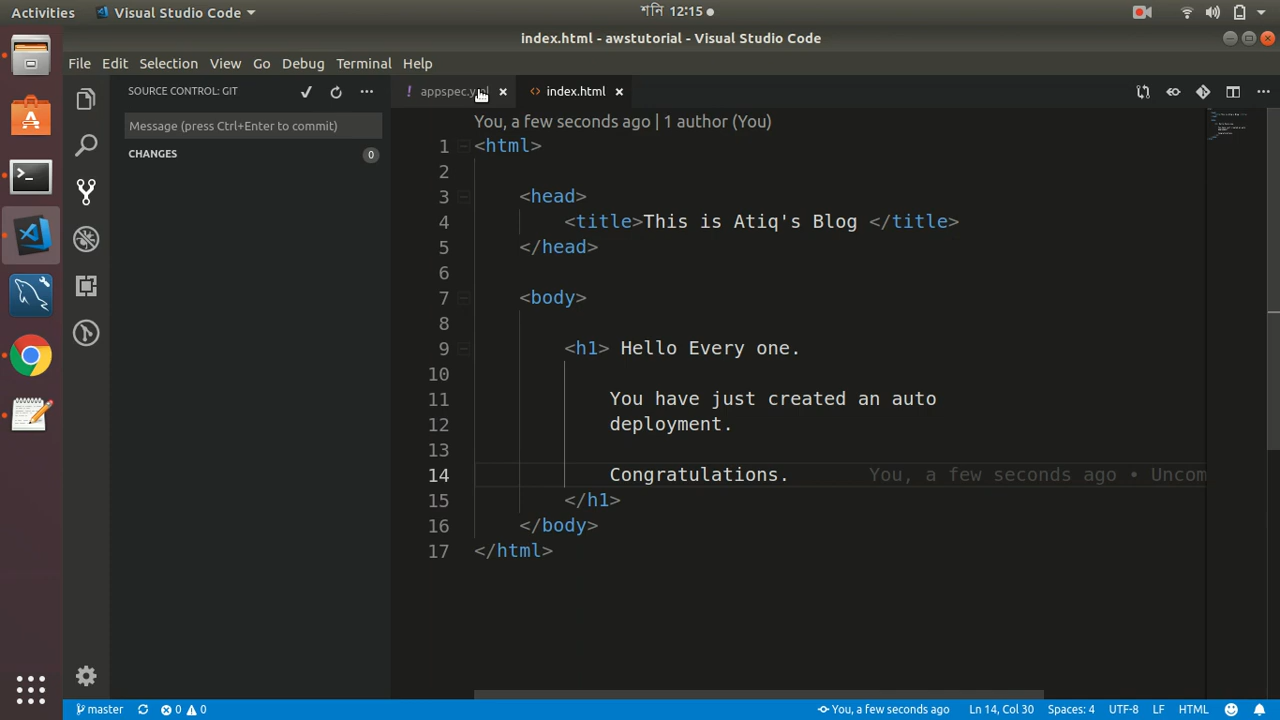 Activities
Visual Studio Code
শনি 12:15
index.html - awstutorial - Visual Studio Code
File Edit Selection View Go Debug Terminal Help
SOURCE CONTROL: GIT
index.html
Message (press Ctrl+Enter to commit)
CHANGES 0
You, a few seconds ago | 1 author (You)
1 <html>
2
3 <head>
4 <title>This is Atiq's Blog </title>
5 </head>
6
7 <body>
8
9 <h1> Hello Every one.
10
11 You have just created an auto
12 deployment.
13
14 Congratulations. You, a few seconds ago • Uncom
15 </h1>
16 </body>
17 </html>
master 0 0 You, a few seconds ago Ln 14, Col 30 Spaces: 4 UTF-8 LF HTML